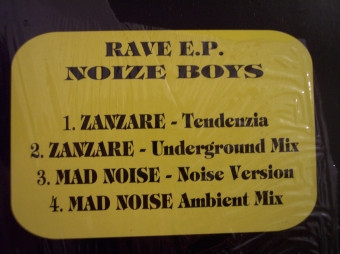 RAVE E.P.
NOIZE BOYS
1. ZANZARE - Tendenzia
2. ZANZARE - Underground Mix
3. MAD NOISE - Noise Version
4. MAD NOISE Ambient Mix